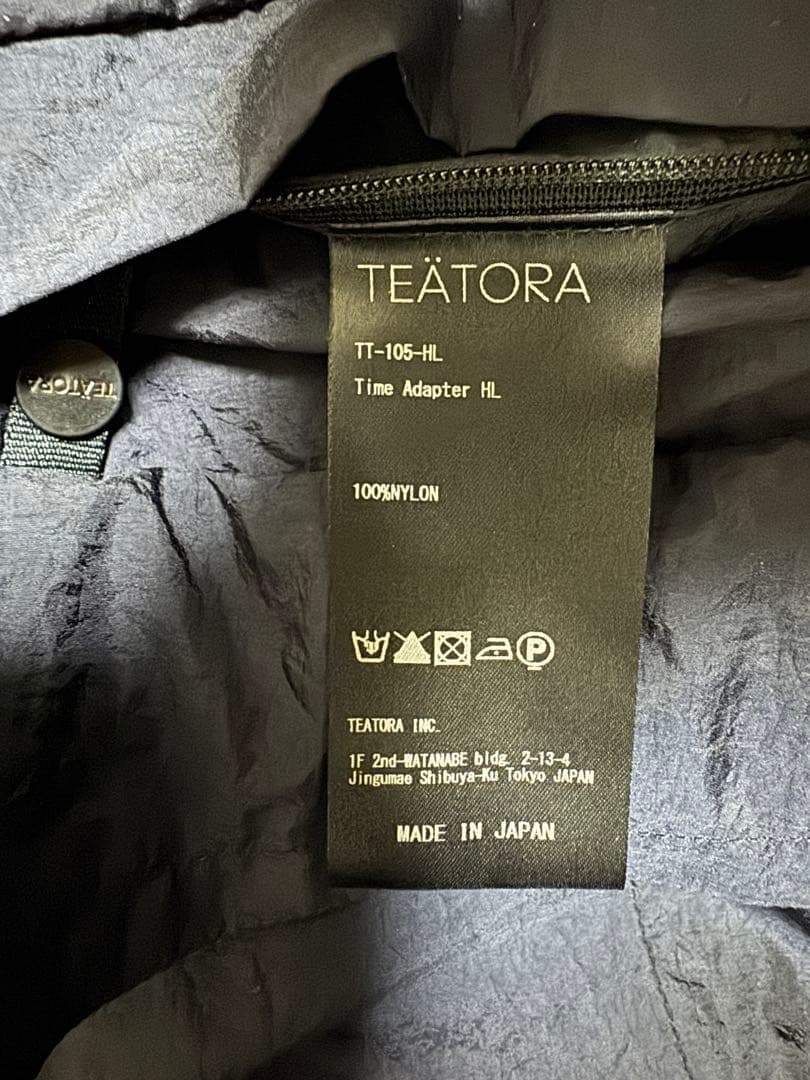 TEÄTORA
TT-105-HL
Time Adapter HL
100%NYLON
P
TEATORA INC.
1F 2nd-WATANABE bldg. 2-13-4
Jingumae Shibuya-Ku Tokyo JAPAN
MADE IN JAPAN
TEÄTORA